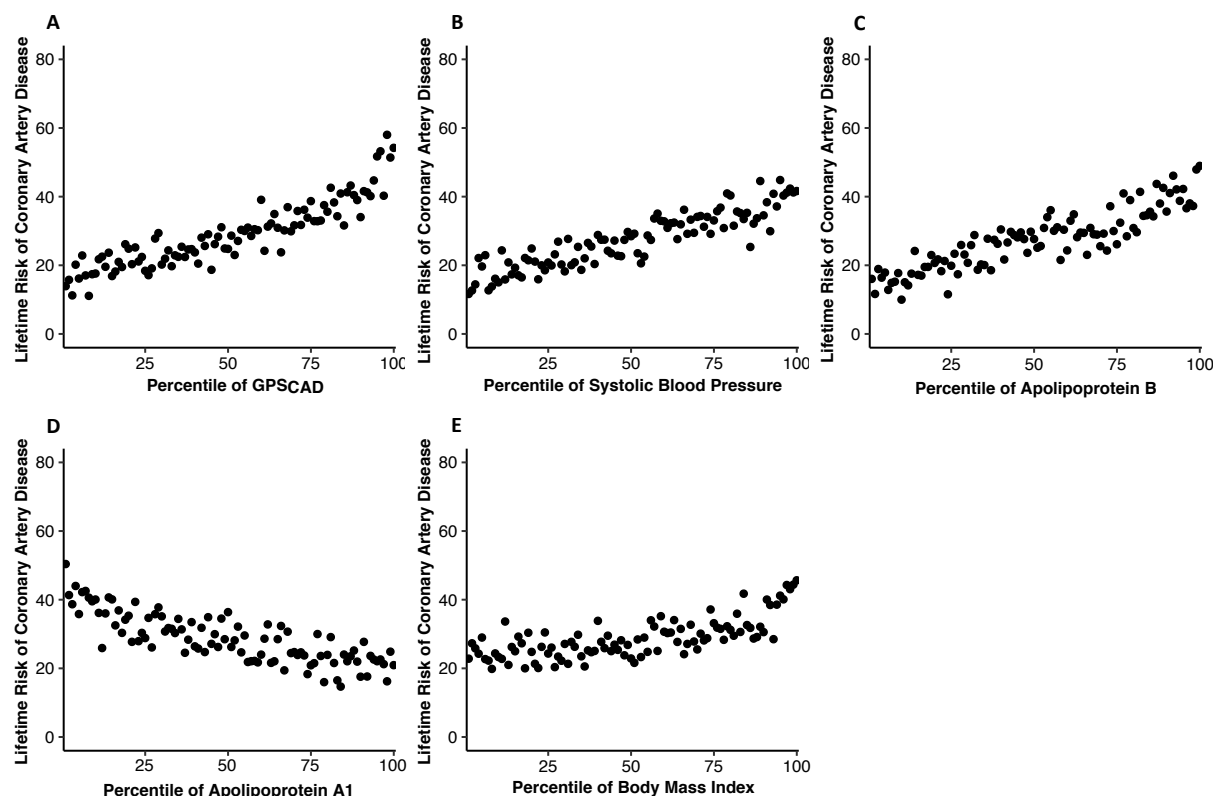 A
Lifetime Risk of Coronary Artery Disease
80
60
40
20
0
25 50 75 100
Percentile of GPSCAD
B
Lifetime Risk of Coronary Artery Disease
80
60
40
20
0
25 50 75 100
Percentile of Systolic Blood Pressure
C
Lifetime Risk of Coronary Artery Disease
80
60
40
20
0
25 50 75 100
Percentile of Apolipoprotein B
D
Lifetime Risk of Coronary Artery Disease
80
60
40
20
0
25 50 75 100
Percentile of Apolipoprotein A1
E
Lifetime Risk of Coronary Artery Disease
80
60
40
20
0
25 50 75 100
Percentile of Body Mass Index